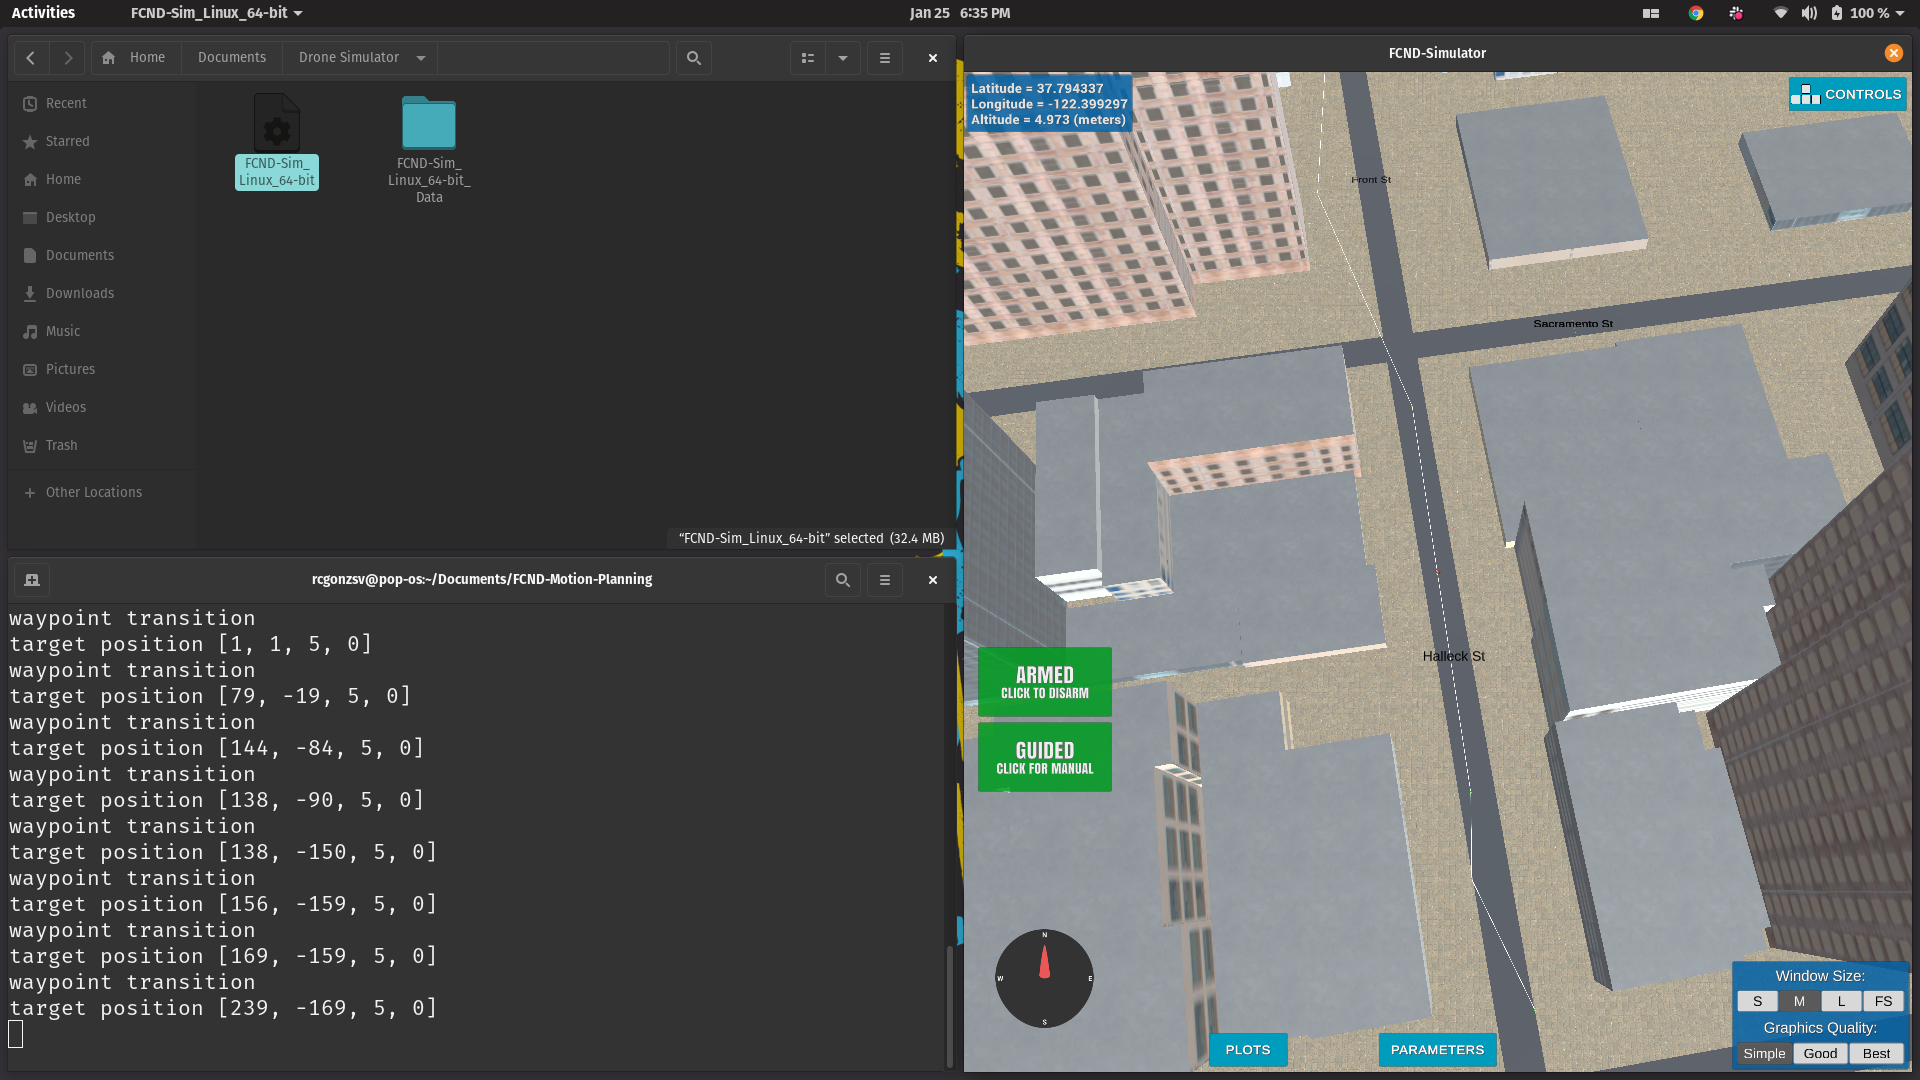 Activities
FCND-Sim_Linux_64-bit
Jan 25 6:35 PM
100 %
Home
Documents
Drone Simulator
Recent
Starred
Home
Desktop
Documents
Downloads
Music
Pictures
Videos
Trash
Other Locations
FCND-Sim_
Linux_64-bit
FCND-Sim_
Linux_64-bit_
Data
“FCND-Sim_Linux_64-bit” selected (32.4 MB)
rcgonzsv@pop-os:~/Documents/FCND-Motion-Planning
waypoint transition
target position [1, 1, 5, 0]
waypoint transition
target position [79, -19, 5, 0]
waypoint transition
target position [144, -84, 5, 0]
waypoint transition
target position [138, -90, 5, 0]
waypoint transition
target position [138, -150, 5, 0]
waypoint transition
target position [156, -159, 5, 0]
waypoint transition
target position [169, -159, 5, 0]
waypoint transition
target position [239, -169, 5, 0]
FCND-Simulator
Latitude = 37.794337
Longitude = -122.399297
Altitude = 4.973 (meters)
CONTROLS
Front St
Sacramento St
Halleck St
ARMED
CLICK TO DISARM
GUIDED
CLICK FOR MANUAL
N
W
E
S
PLOTS
PARAMETERS
Window Size:
S M L FS
Graphics Quality:
Simple Good Best